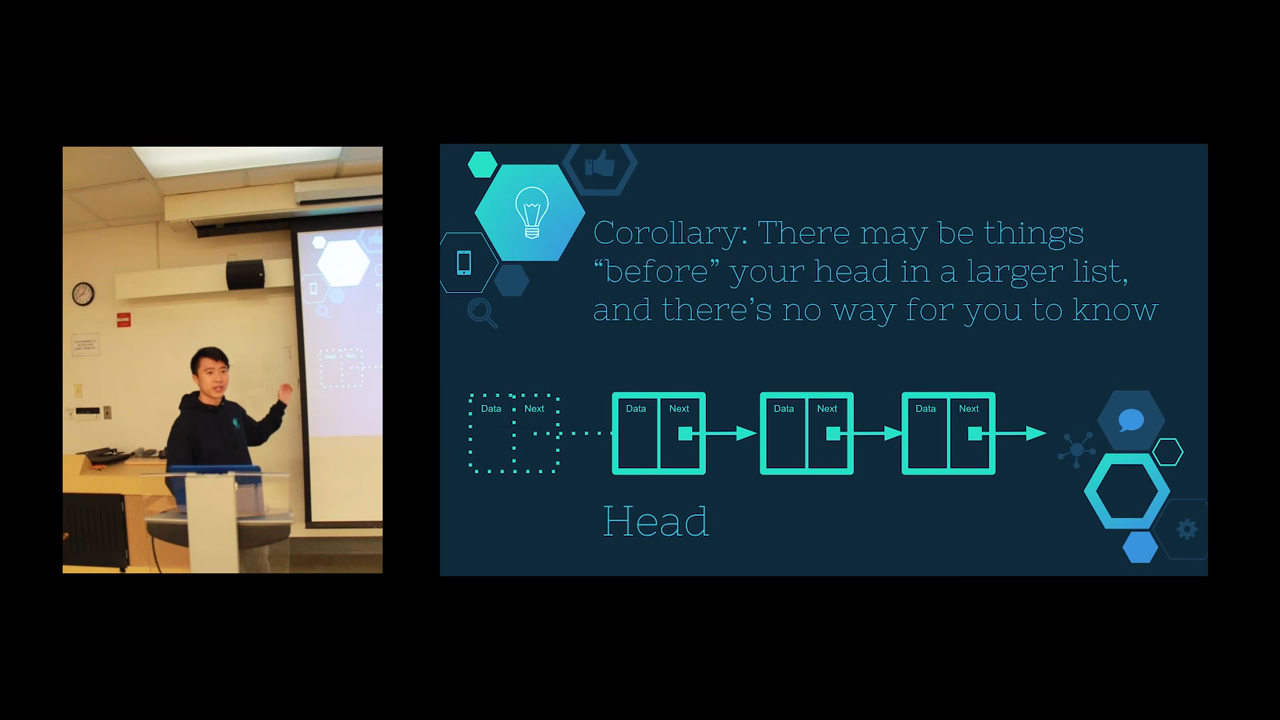 Corollary: There may be things
“before” your head in a larger list,
and there’s no way for you to know
Data Next
Data Next
Data Next
Data Next
Head